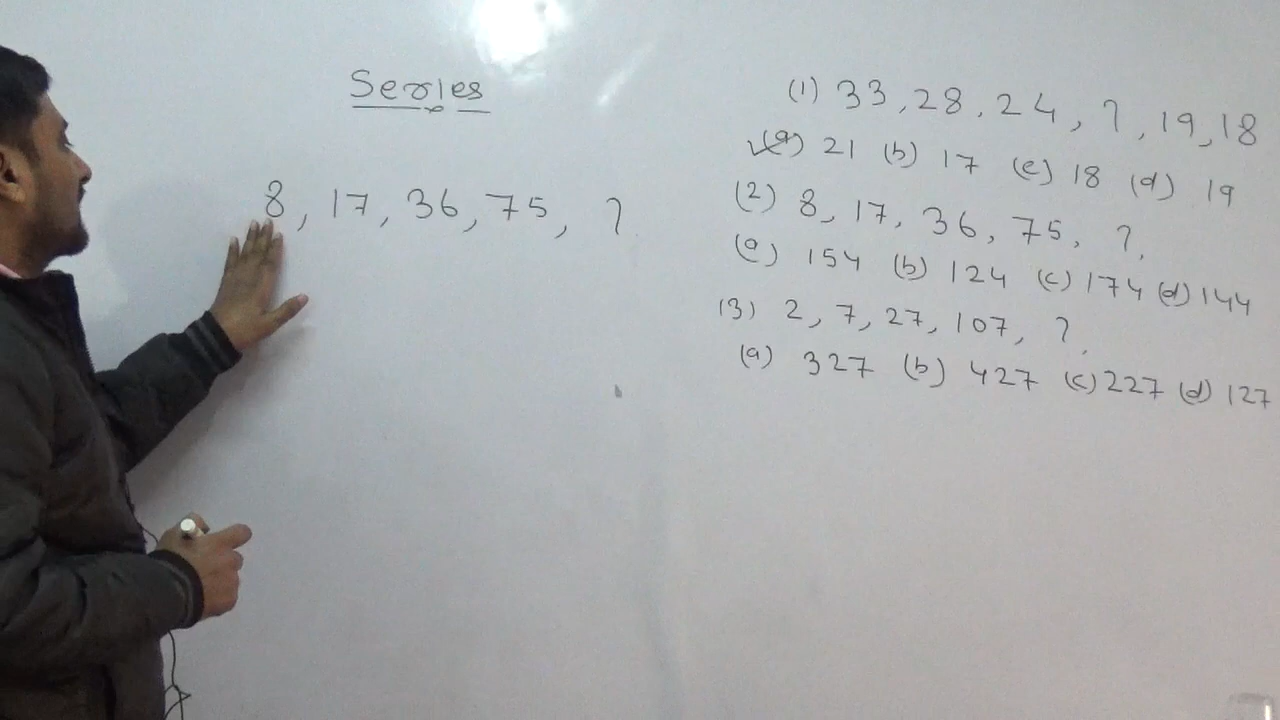 Series
8, 17, 36, 75, ?
(1) 33, 28, 24, ?, 19, 18
(a) 21 (b) 17 (c) 18 (d) 19
(2) 8, 17, 36, 75, ?
(a) 154 (b) 124 (c) 174 (d) 144
(3) 2, 7, 27, 107, ?
(a) 327 (b) 427 (c) 227 (d) 127